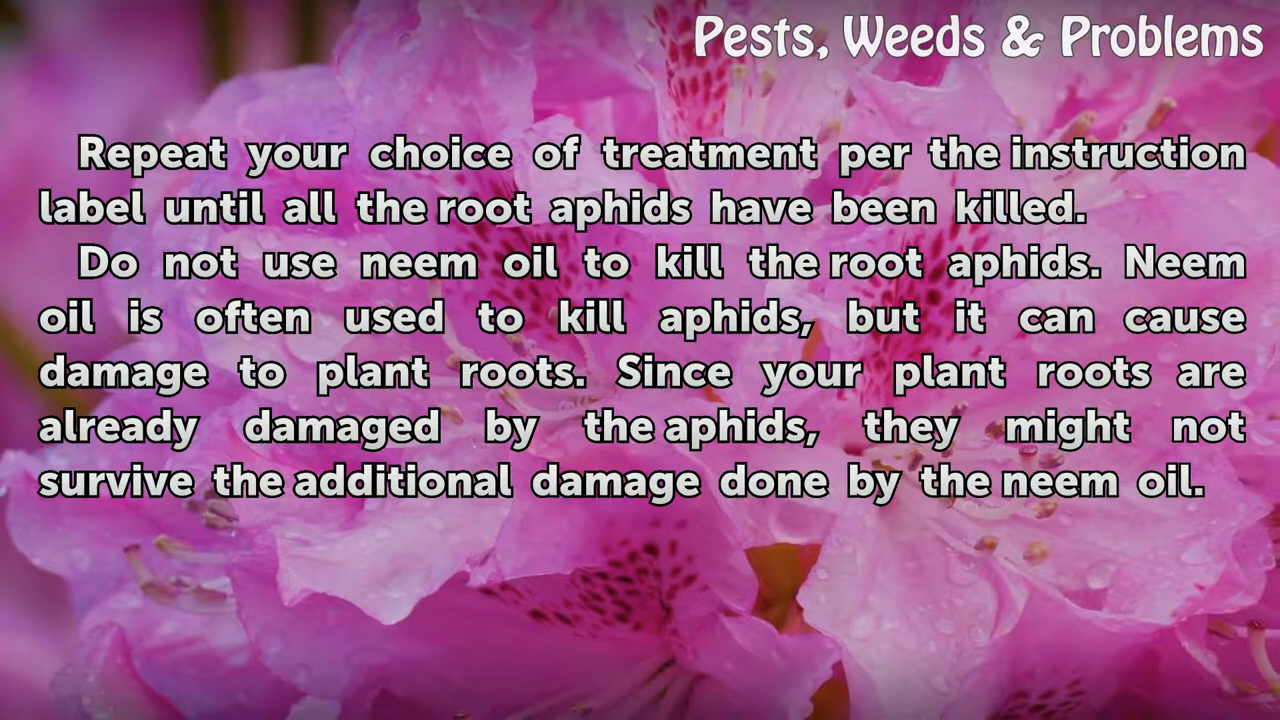 Pests, Weeds & Problems
Repeat your choice of treatment per the instruction
label until all the root aphids have been killed.
Do not use neem oil to kill the root aphids. Neem
oil is often used to kill aphids, but it can cause
damage to plant roots. Since your plant roots are
already damaged by the aphids, they might not
survive the additional damage done by the neem oil.